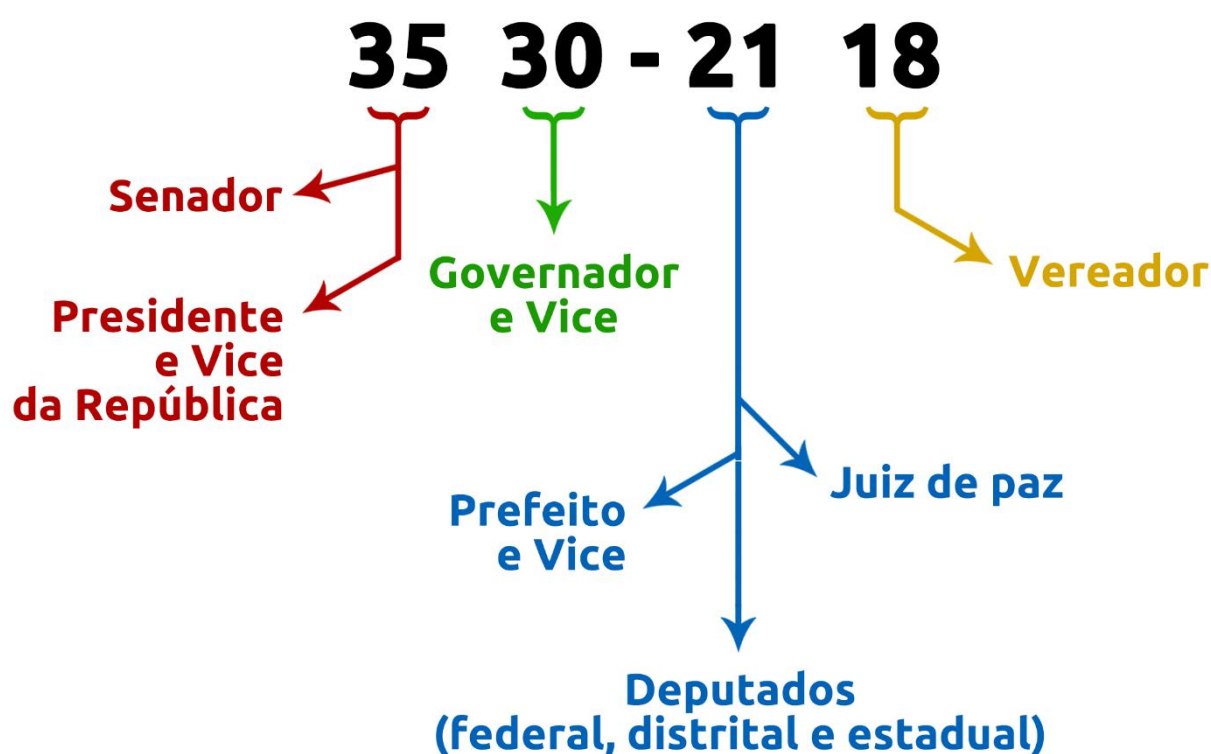 35 30 - 21 18
Senador
Governador
e Vice
Vereador
Presidente
e Vice
da República
Juiz de paz
Prefeito
e Vice
Deputados
(federal, distrital e estadual)